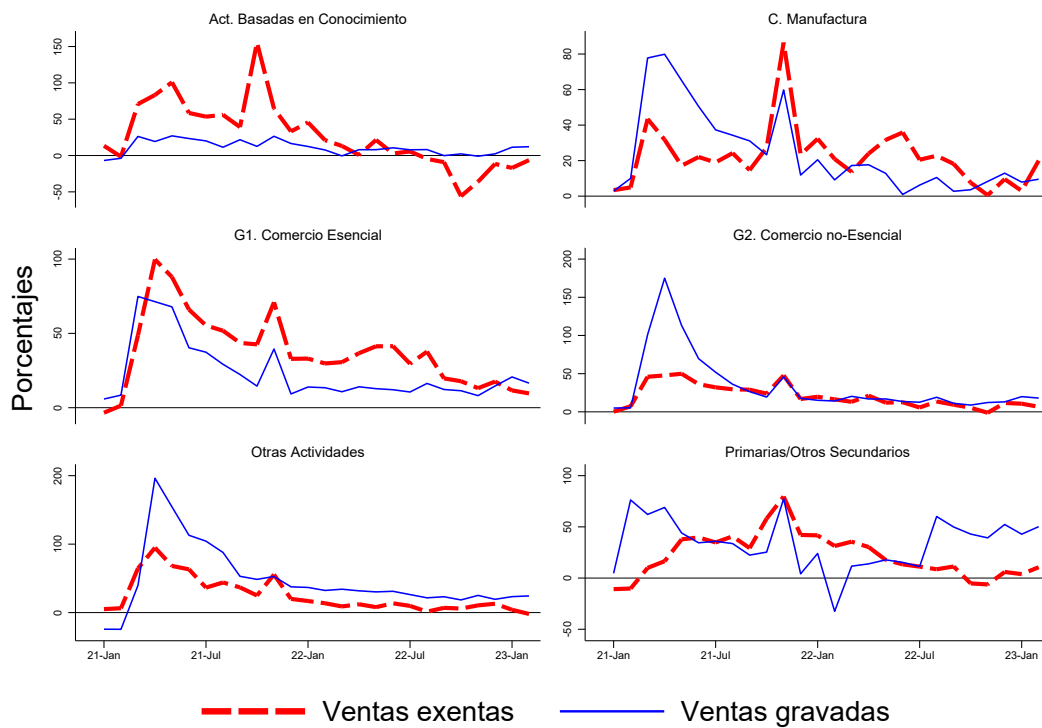 Porcentajes
Act. Basadas en Conocimiento
150
100
50
0
-50
C. Manufactura
80
60
40
20
0
G1. Comercio Esencial
100
50
0
G2. Comercio no-Esencial
200
150
100
50
0
Otras Actividades
200
100
0
21-Jan 21-Jul 22-Jan 22-Jul 23-Jan
Primarias/Otros Secundarios
100
50
0
-50
21-Jan 21-Jul 22-Jan 22-Jul 23-Jan
Ventas exentas Ventas gravadas